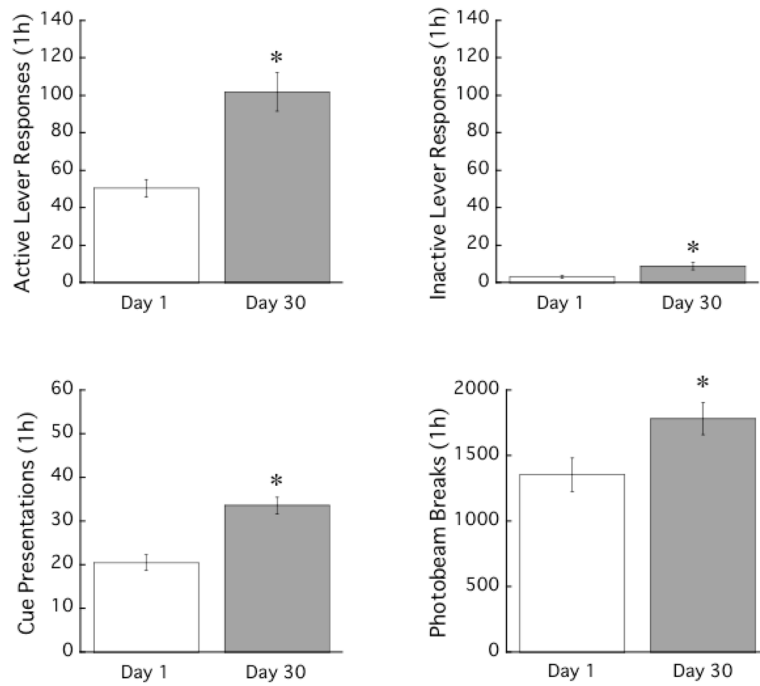 Active Lever Responses (1h)
140
120
100
80
60
40
20
0
*
Day 1
Day 30
Inactive Lever Responses (1h)
140
120
100
80
60
40
20
0
*
Day 1
Day 30
Cue Presentations (1h)
60
50
40
30
20
10
0
*
Day 1
Day 30
Photobeam Breaks (1h)
2000
1500
1000
500
0
*
Day 1
Day 30